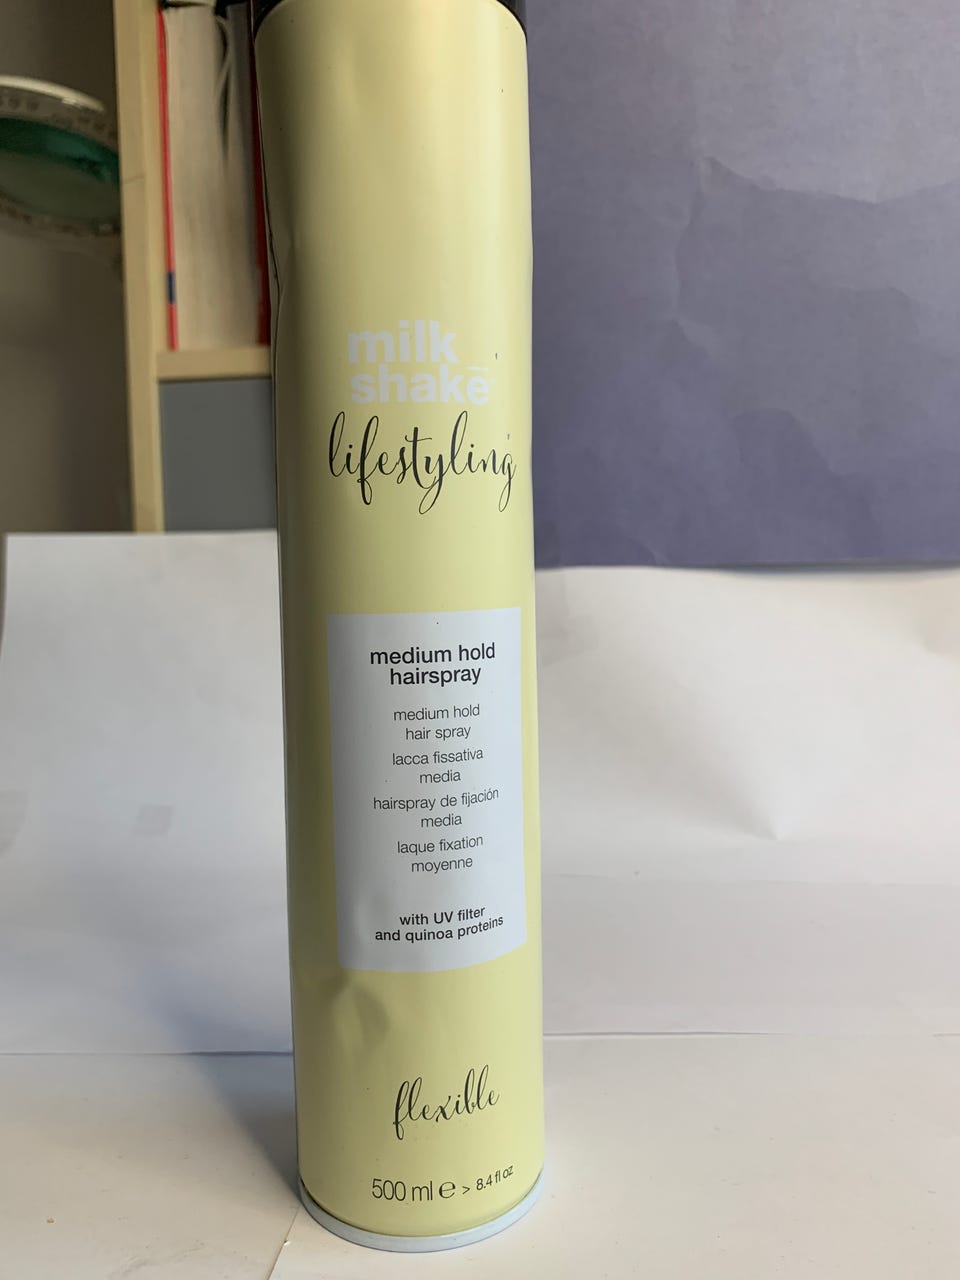 milk
shake
lifestyling
medium hold
hairspray
medium hold
hair spray
lacca fissativa
media
hairspray de fijación
media
laque fixation
moyenne
with UV filter
and quinoa proteins
flexible
500 ml ℮ > 8.4 fl oz